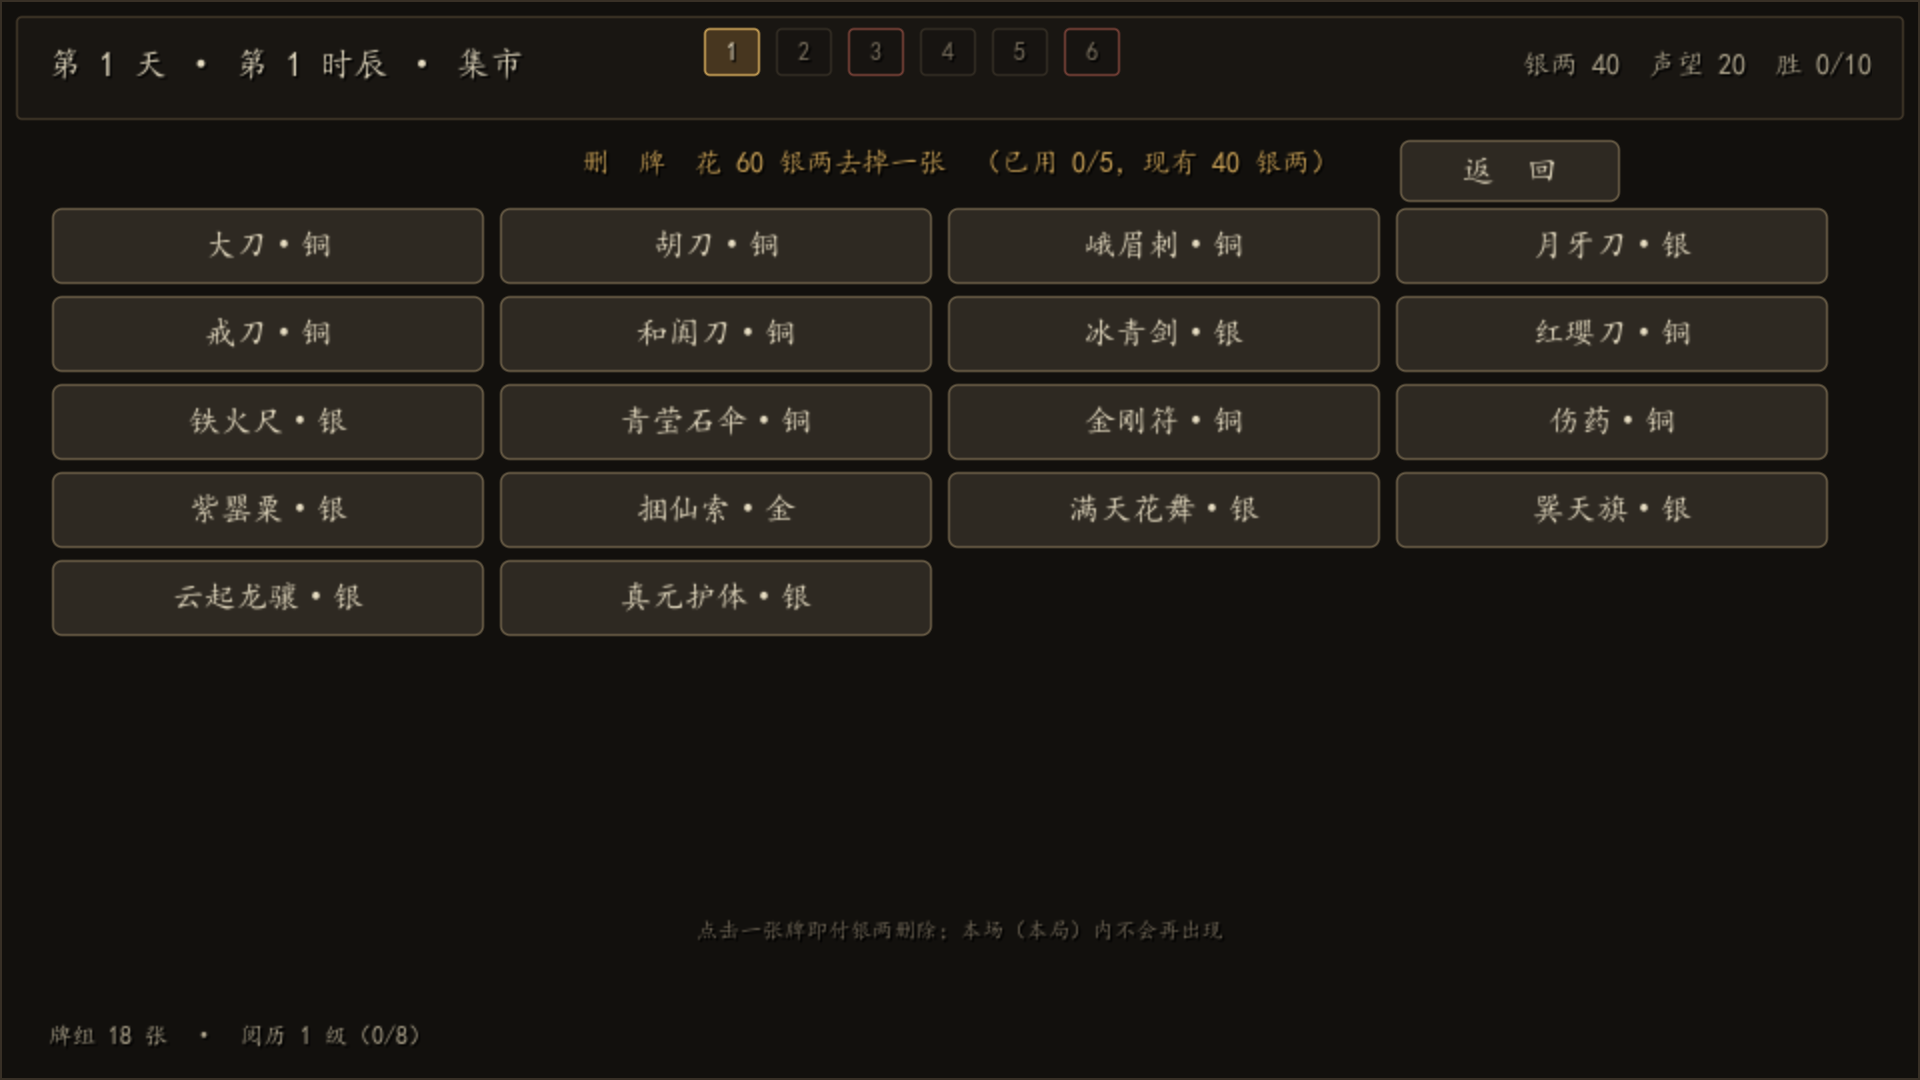 第 1 天 · 第 1 时辰 · 集市
1 2 3 4 5 6
银两 40 声望 20 胜 0/10
删 牌 花 60 银两去掉一张 （已用 0/5，现有 40 银两）
返 回
大刀·铜 胡刀·铜 峨眉刺·铜 月牙刀·银
戒刀·铜 和阗刀·铜 冰青剑·银 红璎刀·铜
铁火尺·银 青莹石伞·铜 金刚符·铜 伤药·铜
紫罂粟·银 捆仙索·金 满天花舞·银 巽天旗·银
云起龙骧·银 真元护体·银
点击一张牌即付银两删除；本场（本局）内不会再出现
牌组 18 张 · 阅历 1 级（0/8）